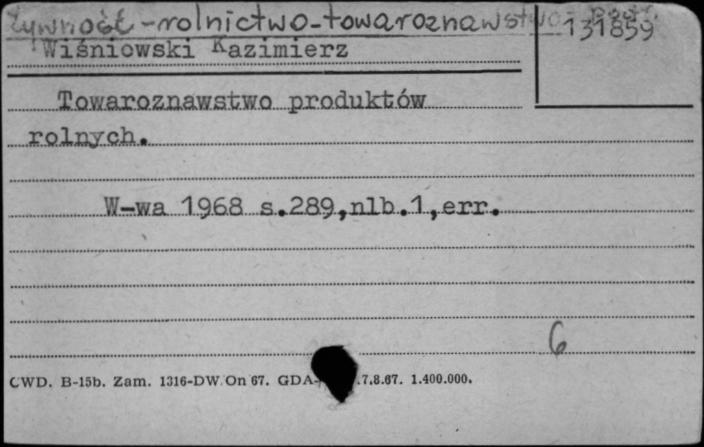 Żywność-rolnictwo-towaroznawstwo-
131859
Wiśniowski Kazimierz
Towaroznawstwo produktów
rolnych.
W-wa 1968 s.289,nlb.1,err.
6
CWD. B-15b. Zam. 1316-DW On 67. GDA- .7.8.67. 1.400.000.